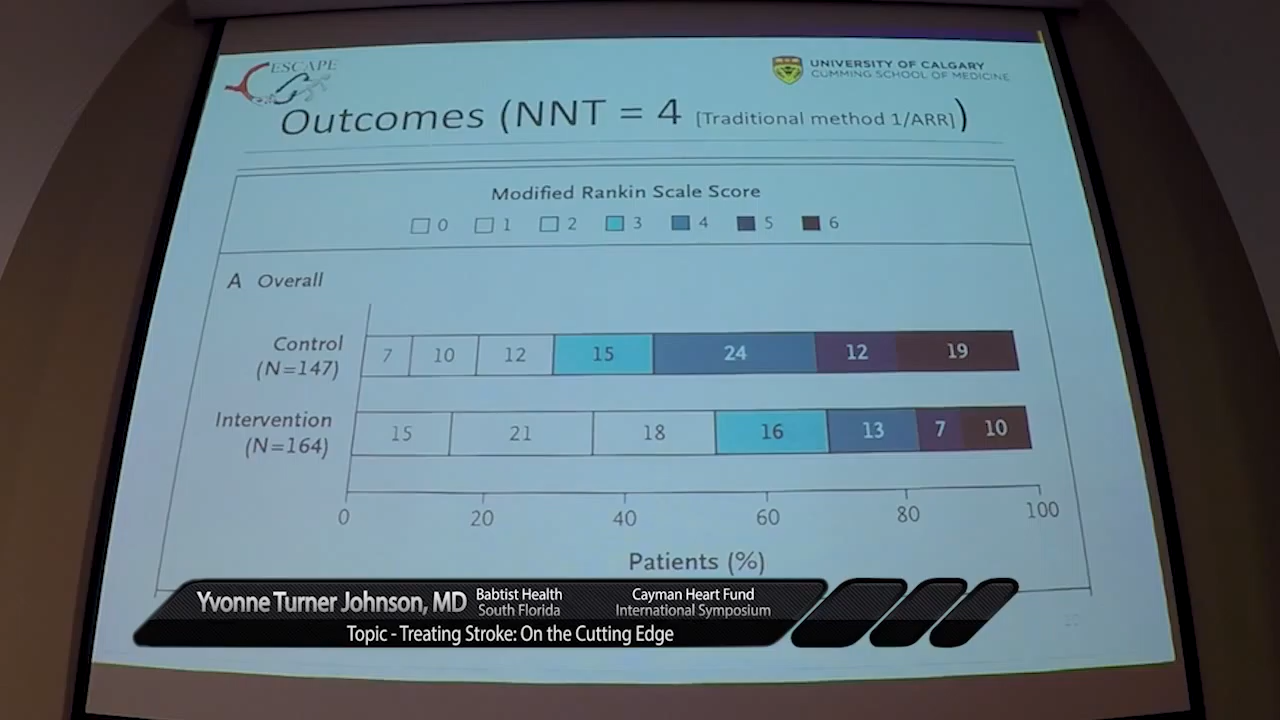 ESCAPE
UNIVERSITY OF CALGARY
CUMMING SCHOOL OF MEDICINE
Outcomes (NNT = 4 [Traditional method 1/ARR])
Modified Rankin Scale Score
0 1 2 3 4 5 6
A Overall
Control
(N=147)
7 10 12 15 24 12 19
Intervention
(N=164)
15 21 18 16 13 7 10
0 20 40 60 80 100
Patients (%)
Yvonne Turner Johnson, MD
Babtist Health
South Florida
Cayman Heart Fund
International Symposium
Topic - Treating Stroke: On the Cutting Edge